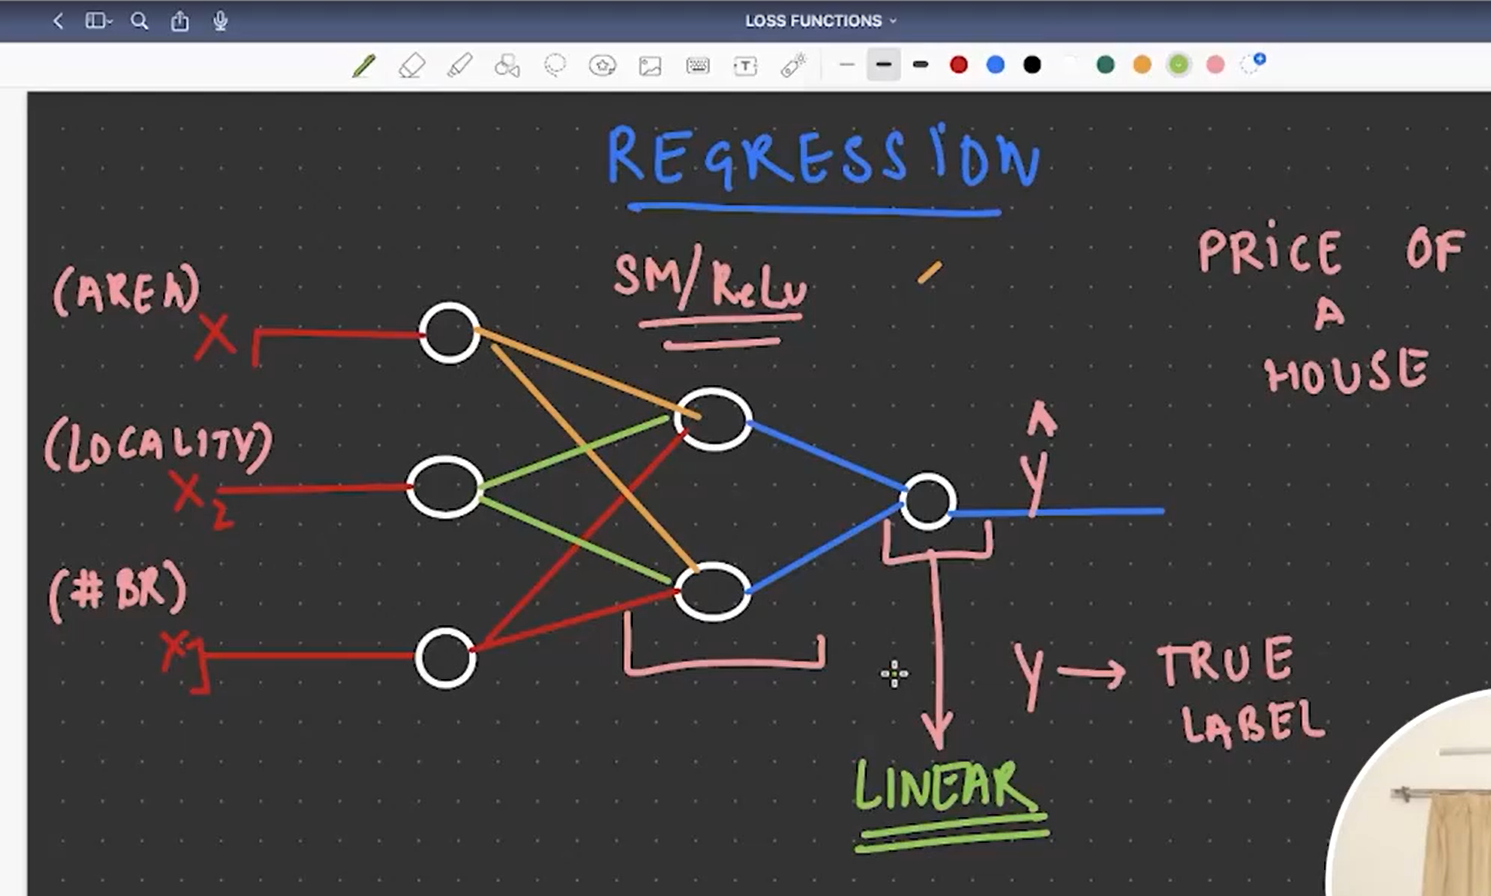 LOSS FUNCTIONS
REGRESSION
PRICE OF
A
HOUSE
SM/ReLu
(AREA)
X1
(LOCALITY)
X2
(#BR)
X3
ŷ
y → TRUE
LABEL
LINEAR